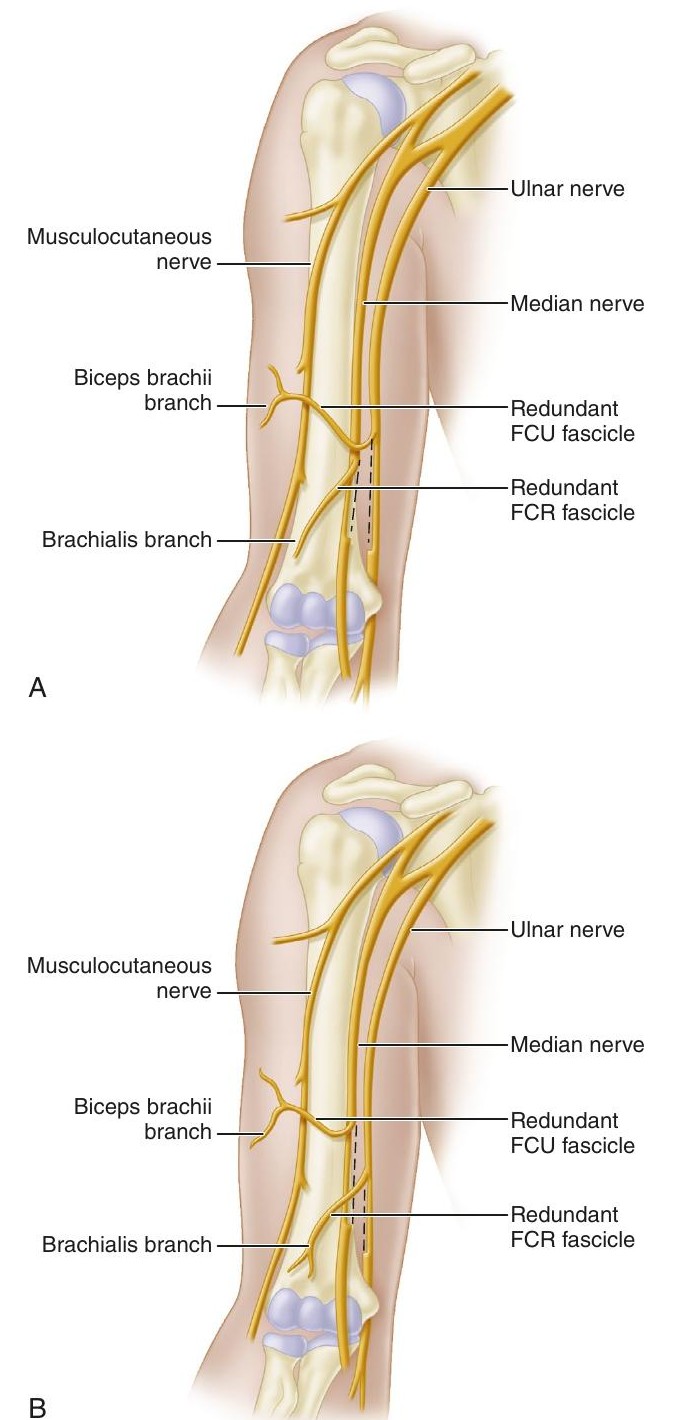 Ulnar nerve
Musculocutaneous
nerve
Median nerve
Biceps brachii
branch
Redundant
FCU fascicle
Redundant
FCR fascicle
Brachialis branch
A
Ulnar nerve
Musculocutaneous
nerve
Median nerve
Biceps brachii
branch
Redundant
FCU fascicle
Redundant
FCR fascicle
Brachialis branch
B